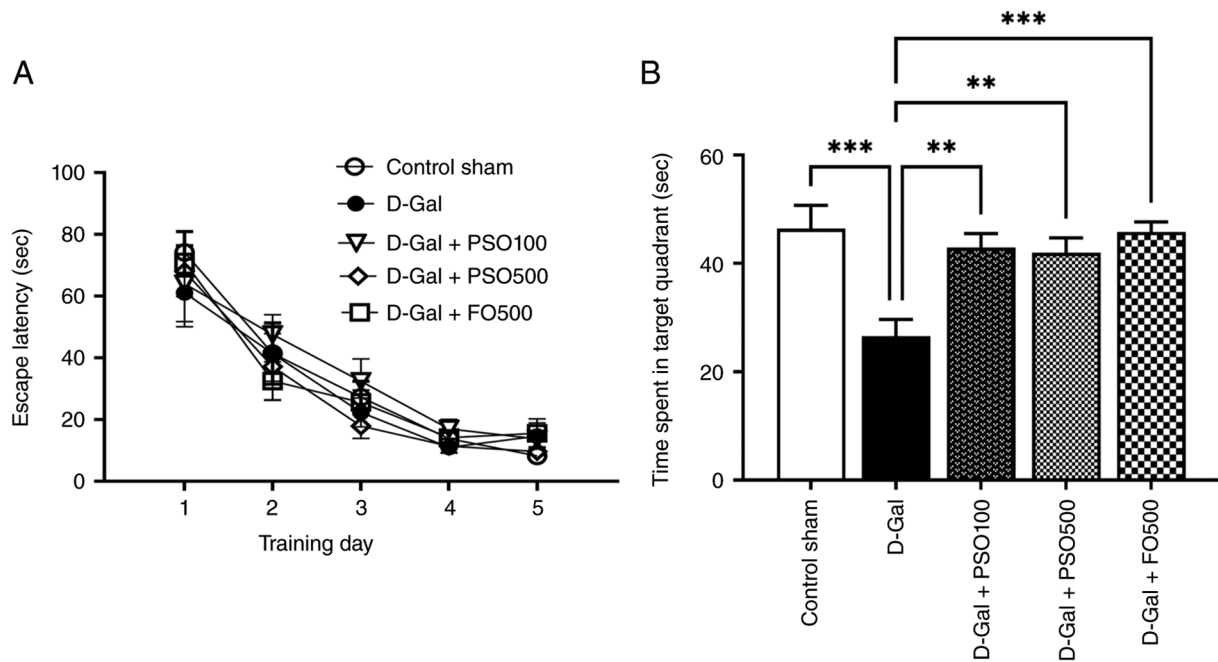 A
Escape latency (sec)
100
80
60
40
20
0
1 2 3 4 5
Training day
Control sham
D-Gal
D-Gal + PSO100
D-Gal + PSO500
D-Gal + FO500
B
Time spent in target quadrant (sec)
60
40
20
0
***
**
*** **
Control sham
D-Gal
D-Gal + PSO100
D-Gal + PSO500
D-Gal + FO500